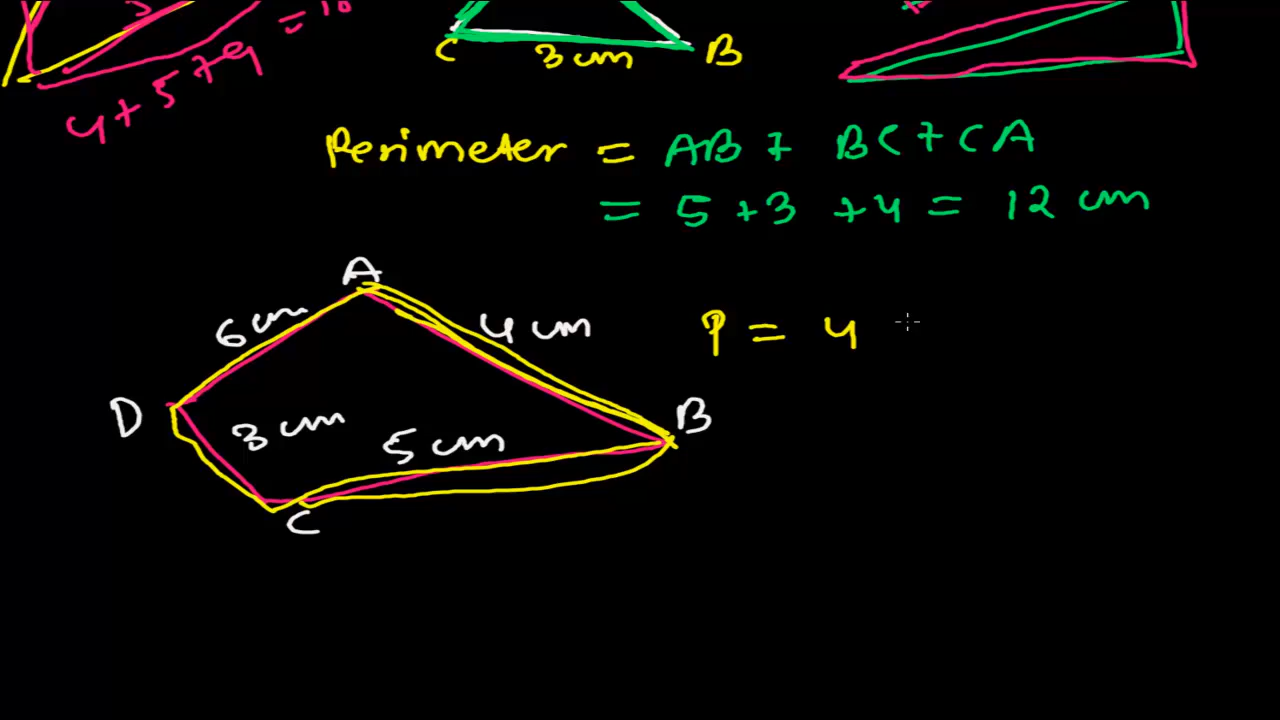 C 3 cm B
4 + 5 + 9 = 18
Perimeter = AB + BC + CA
= 5 + 3 + 4 = 12 cm
A
6 cm
4 cm
P = 4
D
3 cm
5 cm
B
C